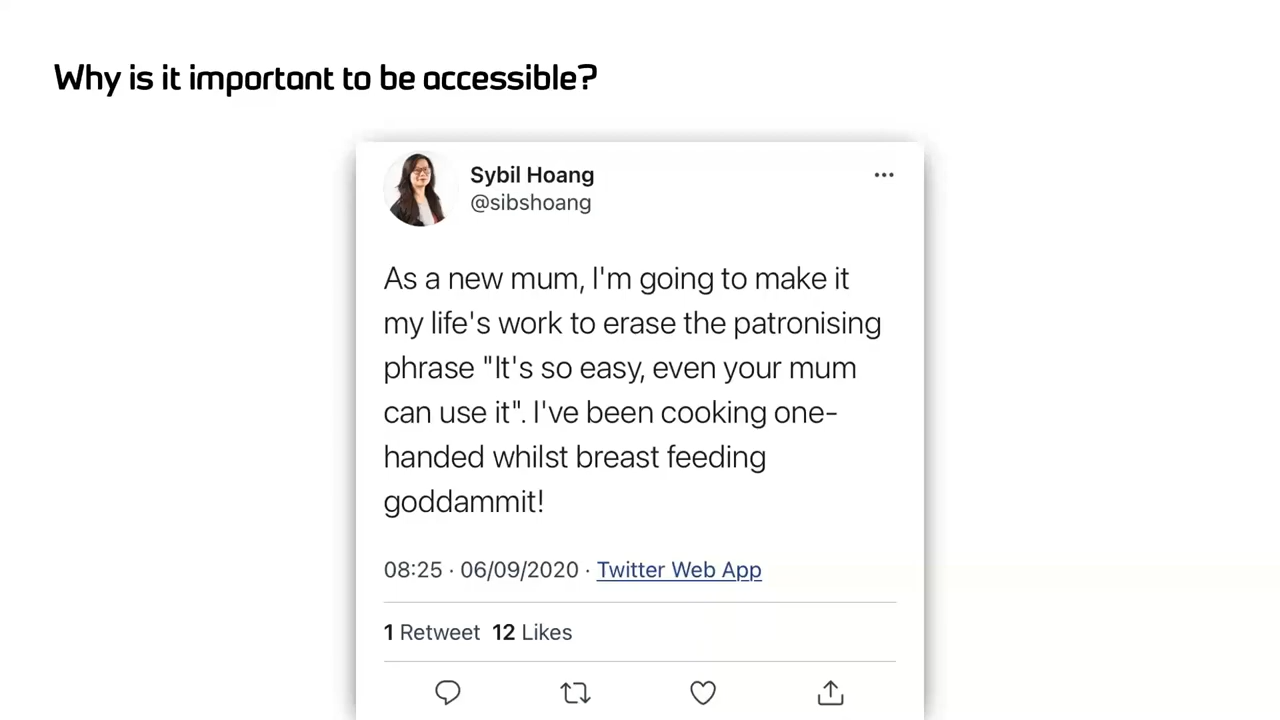 Why is it important to be accessible?
Sybil Hoang
@sibshoang
As a new mum, I'm going to make it
my life's work to erase the patronising
phrase "It's so easy, even your mum
can use it". I've been cooking one-
handed whilst breast feeding
goddammit!
08:25 · 06/09/2020 · Twitter Web App
1 Retweet 12 Likes